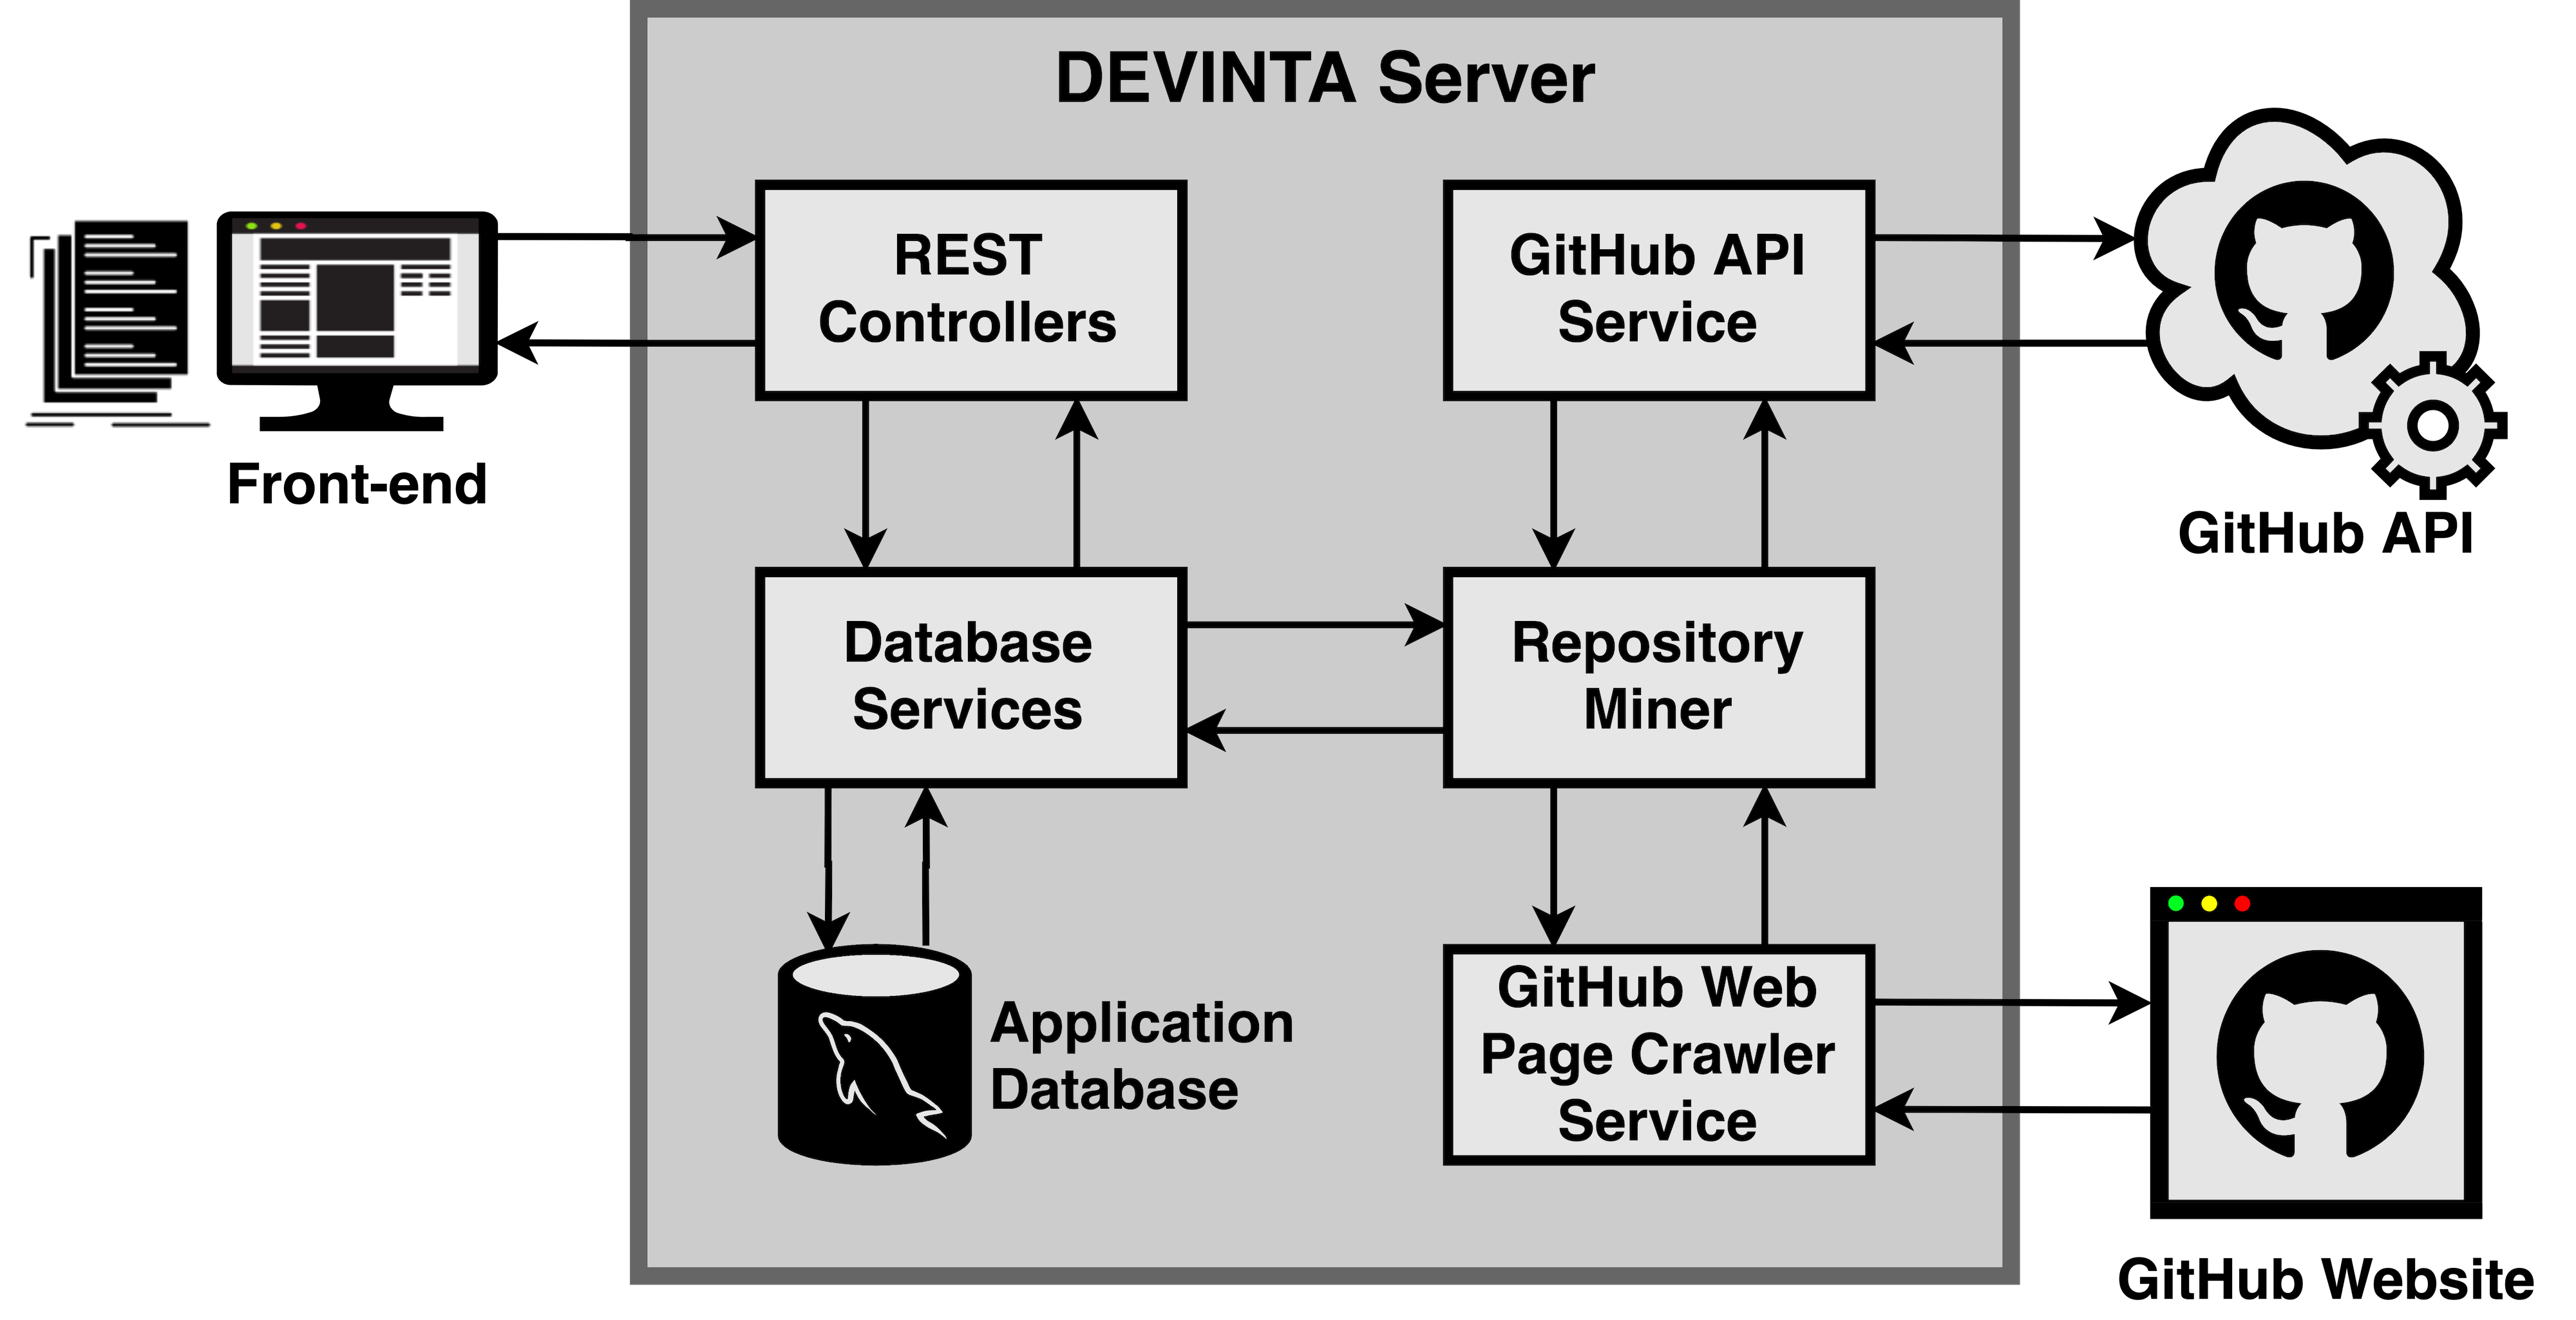 DEVINTA Server
REST
Controllers
GitHub API
Service
Front-end
GitHub API
Database
Services
Repository
Miner
Application
Database
GitHub Web
Page Crawler
Service
GitHub Website